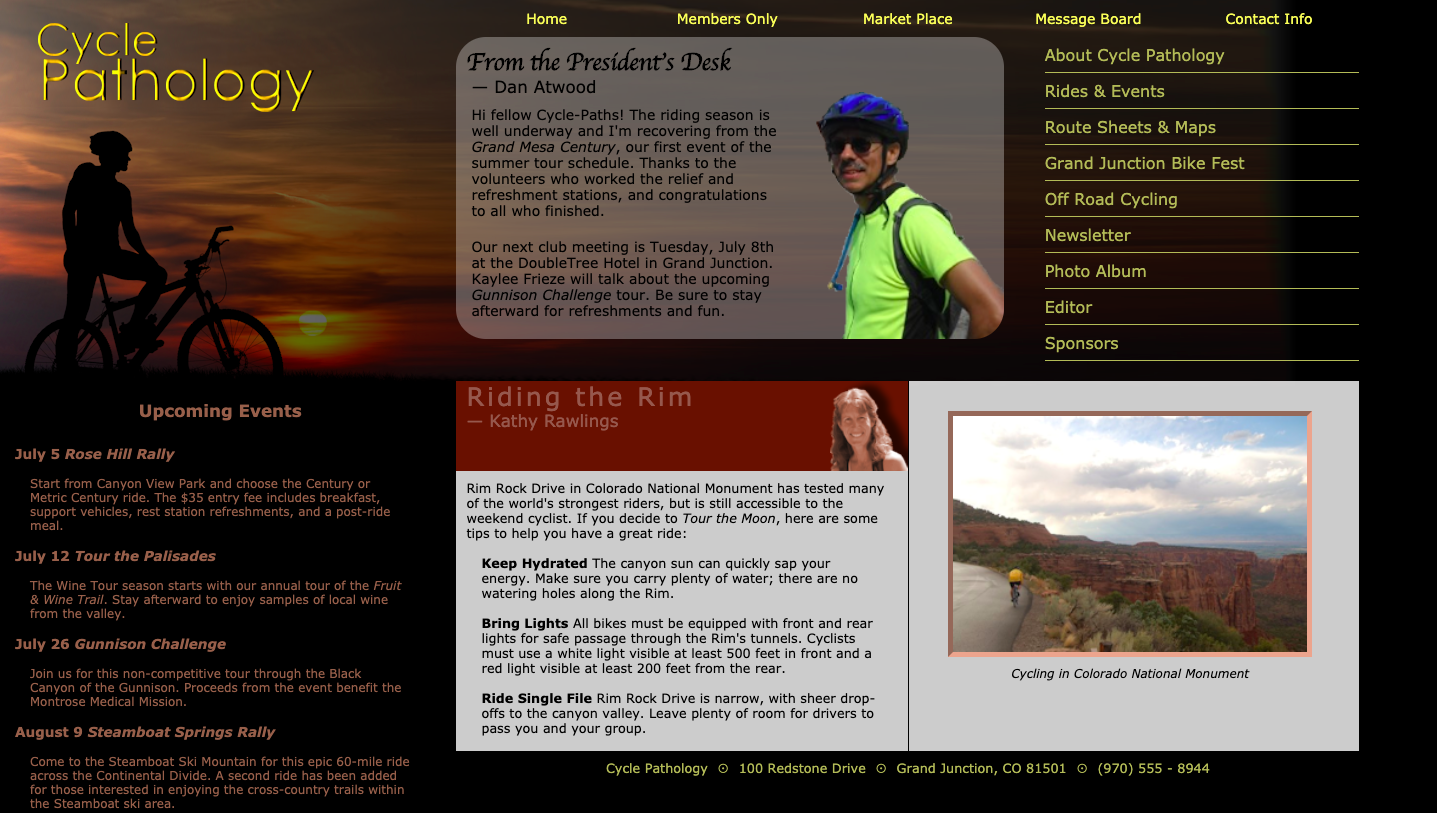 Cycle
Pathology
Home
Members Only
Market Place
Message Board
Contact Info
From the President's Desk
— Dan Atwood
Hi fellow Cycle-Paths! The riding season is
well underway and I'm recovering from the
Grand Mesa Century, our first event of the
summer tour schedule. Thanks to the
volunteers who worked the relief and
refreshment stations, and congratulations
to all who finished.
Our next club meeting is Tuesday, July 8th
at the DoubleTree Hotel in Grand Junction.
Kaylee Frieze will talk about the upcoming
Gunnison Challenge tour. Be sure to stay
afterward for refreshments and fun.
About Cycle Pathology
Rides & Events
Route Sheets & Maps
Grand Junction Bike Fest
Off Road Cycling
Newsletter
Photo Album
Editor
Sponsors
Upcoming Events
July 5 Rose Hill Rally
Start from Canyon View Park and choose the Century or
Metric Century ride. The $35 entry fee includes breakfast,
support vehicles, rest station refreshments, and a post-ride
meal.
July 12 Tour the Palisades
The Wine Tour season starts with our annual tour of the Fruit
& Wine Trail. Stay afterward to enjoy samples of local wine
from the valley.
July 26 Gunnison Challenge
Join us for this non-competitive tour through the Black
Canyon of the Gunnison. Proceeds from the event benefit the
Montrose Medical Mission.
August 9 Steamboat Springs Rally
Come to the Steamboat Ski Mountain for this epic 60-mile ride
across the Continental Divide. A second ride has been added
for those interested in enjoying the cross-country trails within
the Steamboat ski area.
Riding the Rim
— Kathy Rawlings
Rim Rock Drive in Colorado National Monument has tested many
of the world's strongest riders, but is still accessible to the
weekend cyclist. If you decide to Tour the Moon, here are some
tips to help you have a great ride:
Keep Hydrated The canyon sun can quickly sap your
energy. Make sure you carry plenty of water; there are no
watering holes along the Rim.
Bring Lights All bikes must be equipped with front and rear
lights for safe passage through the Rim's tunnels. Cyclists
must use a white light visible at least 500 feet in front and a
red light visible at least 200 feet from the rear.
Ride Single File Rim Rock Drive is narrow, with sheer drop-
offs to the canyon valley. Leave plenty of room for drivers to
pass you and your group.
Cycling in Colorado National Monument
Cycle Pathology ⊙ 100 Redstone Drive ⊙ Grand Junction, CO 81501 ⊙ (970) 555 - 8944